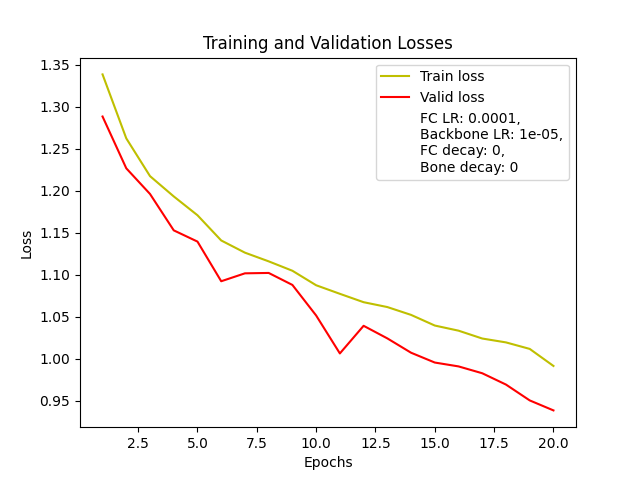 Training and Validation Losses
1.35
1.30
1.25
1.20
1.15
1.10
1.05
1.00
0.95
Loss
Train loss
Valid loss
FC LR: 0.0001,
Backbone LR: 1e-05,
FC decay: 0,
Bone decay: 0
2.5 5.0 7.5 10.0 12.5 15.0 17.5 20.0
Epochs